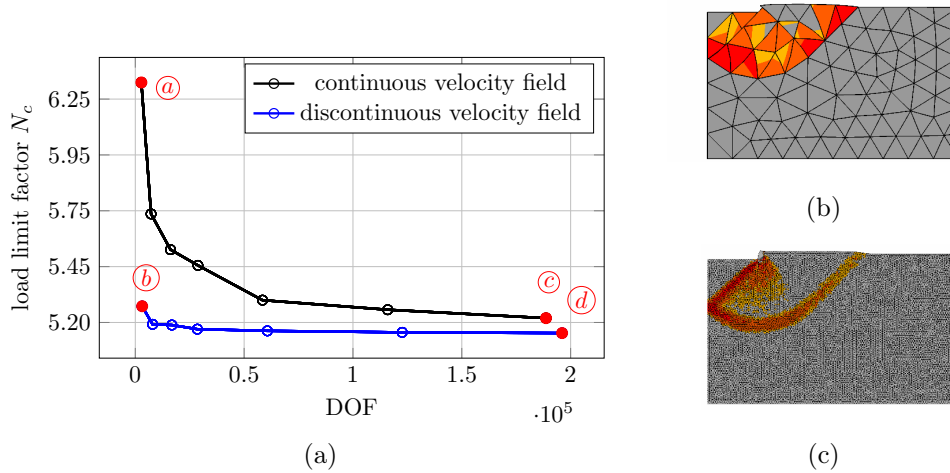 6.25
5.95
5.75
5.45
5.20
load limit factor N_c
continuous velocity field
discontinuous velocity field
a
b
c
d
0
0.5
1
1.5
2
DOF
·10^5
(a)
(b)
(c)